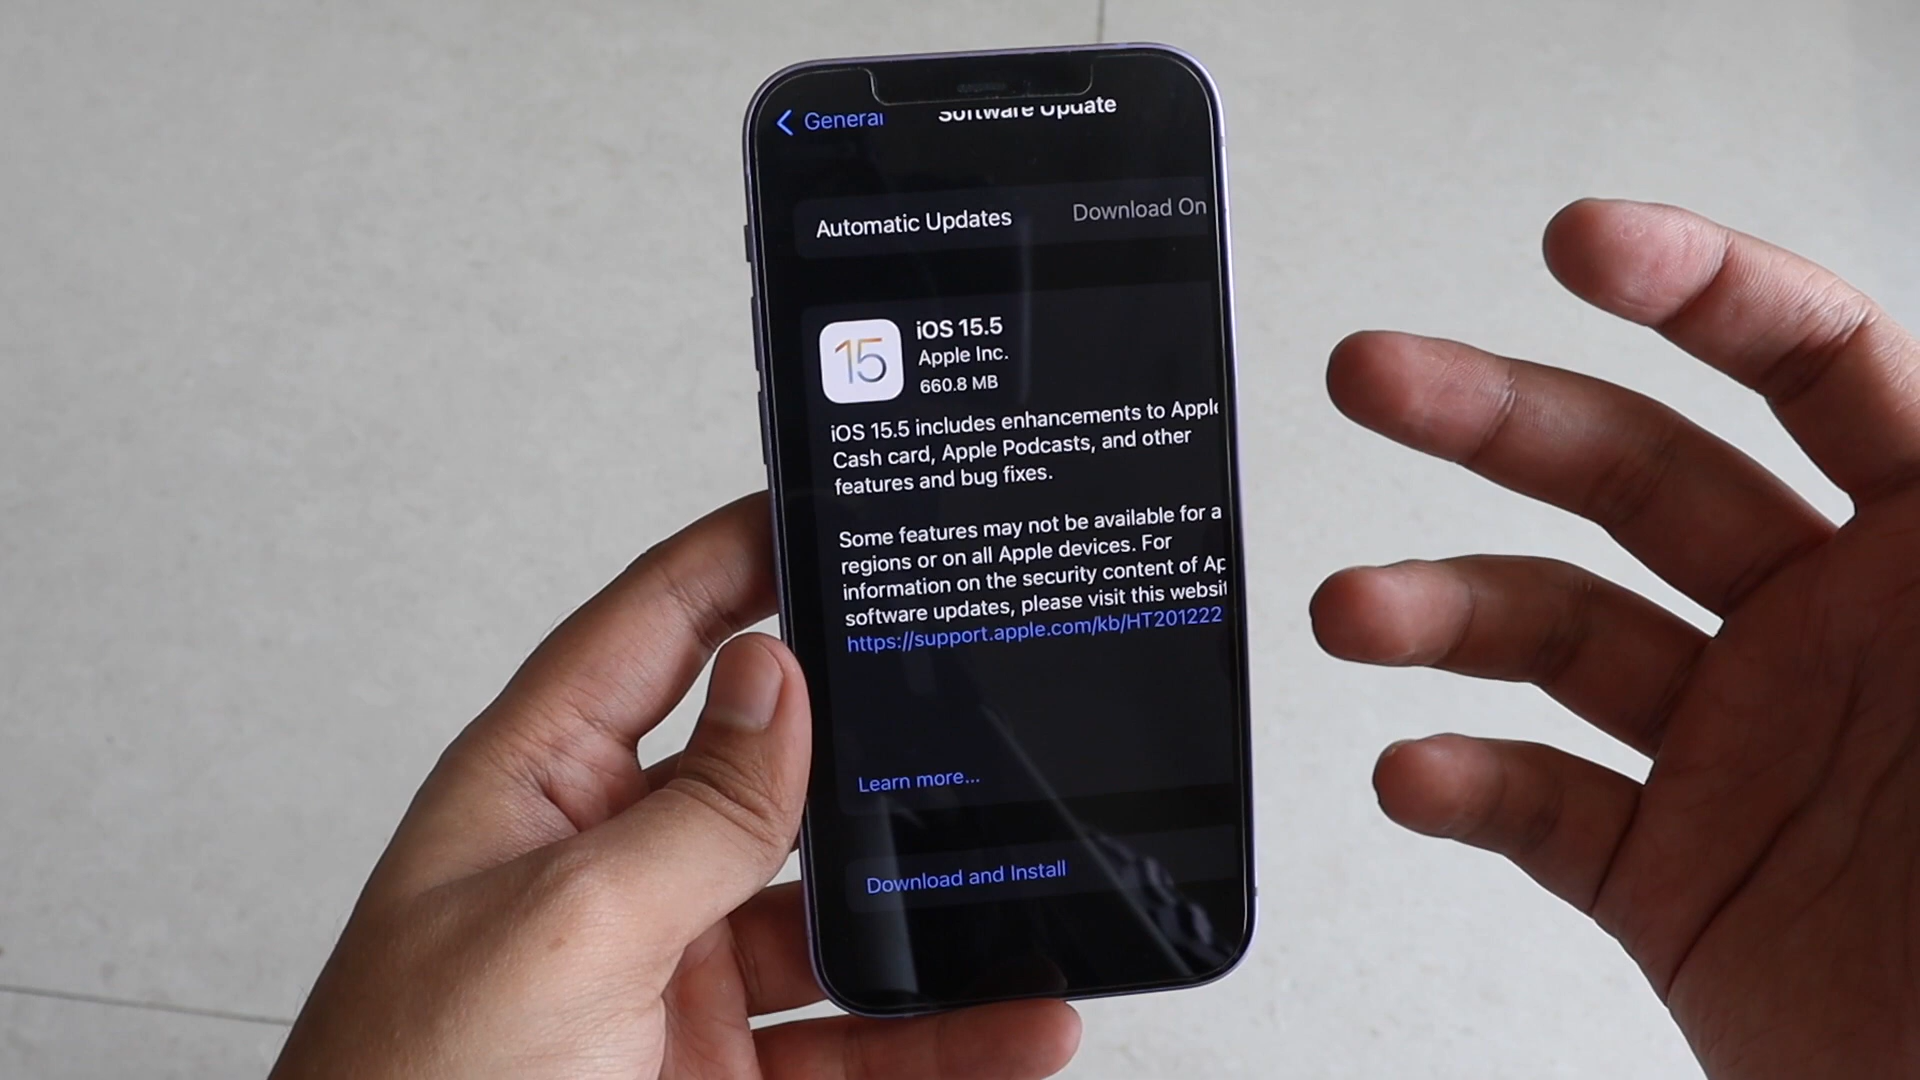 General
Software Update
Automatic Updates Download On
15
iOS 15.5
Apple Inc.
660.8 MB
iOS 15.5 includes enhancements to Apple
Cash card, Apple Podcasts, and other
features and bug fixes.
Some features may not be available for a
regions or on all Apple devices. For
information on the security content of Ap
software updates, please visit this websit
https://support.apple.com/kb/HT201222
Learn more...
Download and Install